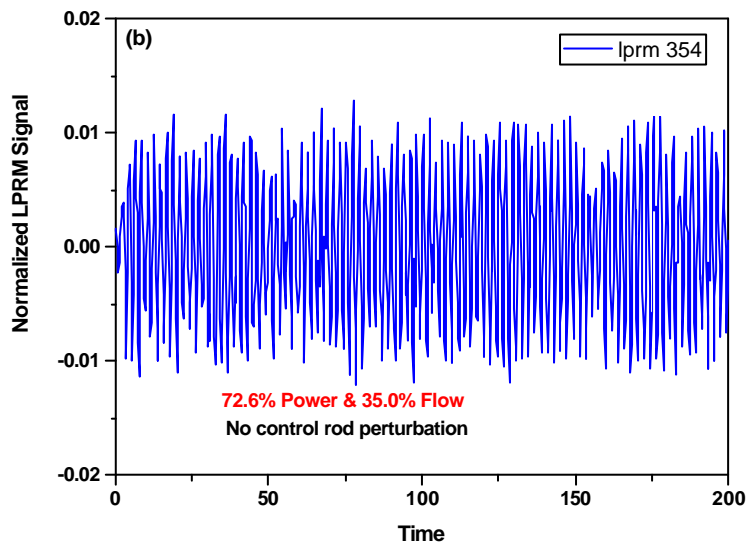 0.02
(b)
lprm 354
0.01
Normalized LPRM Signal
0.00
-0.01
72.6% Power & 35.0% Flow
No control rod perturbation
-0.02
0 50 100 150 200
Time